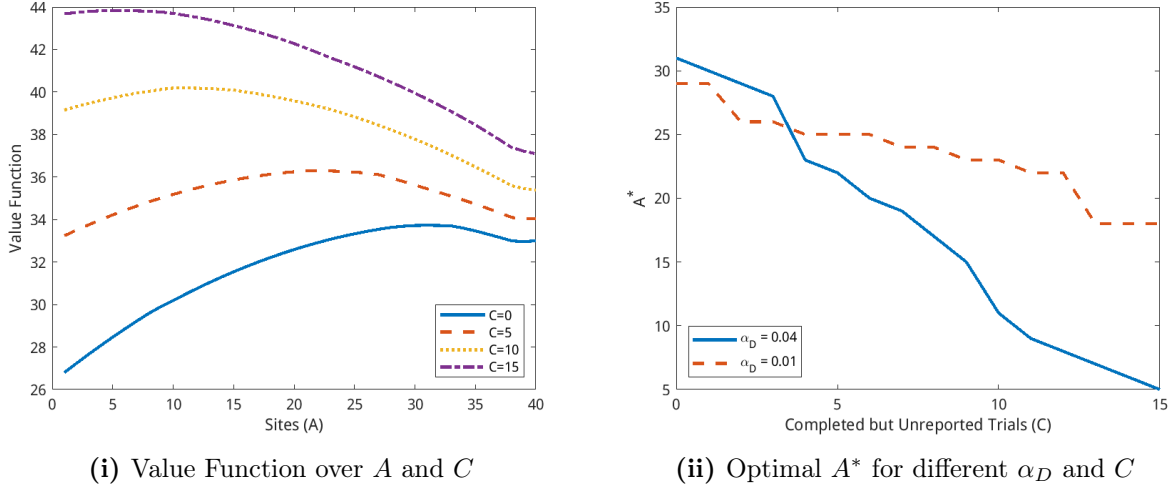 44
42
40
38
36
34
32
30
28
26
Value Function
0
5
10
15
20
25
30
35
40
Sites (A)
C=0
C=5
C=10
C=15
(i) Value Function over A and C
35
30
25
20
15
10
5
A*
0
5
10
15
Completed but Unreported Trials (C)
α_D = 0.04
α_D = 0.01
(ii) Optimal A* for different α_D and C